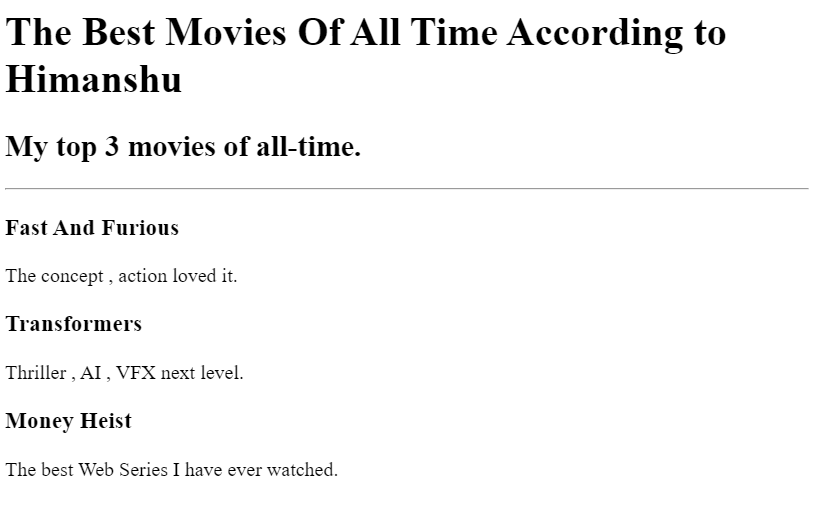 The Best Movies Of All Time According to
Himanshu
My top 3 movies of all-time.
Fast And Furious
The concept , action loved it.
Transformers
Thriller , AI , VFX next level.
Money Heist
The best Web Series I have ever watched.